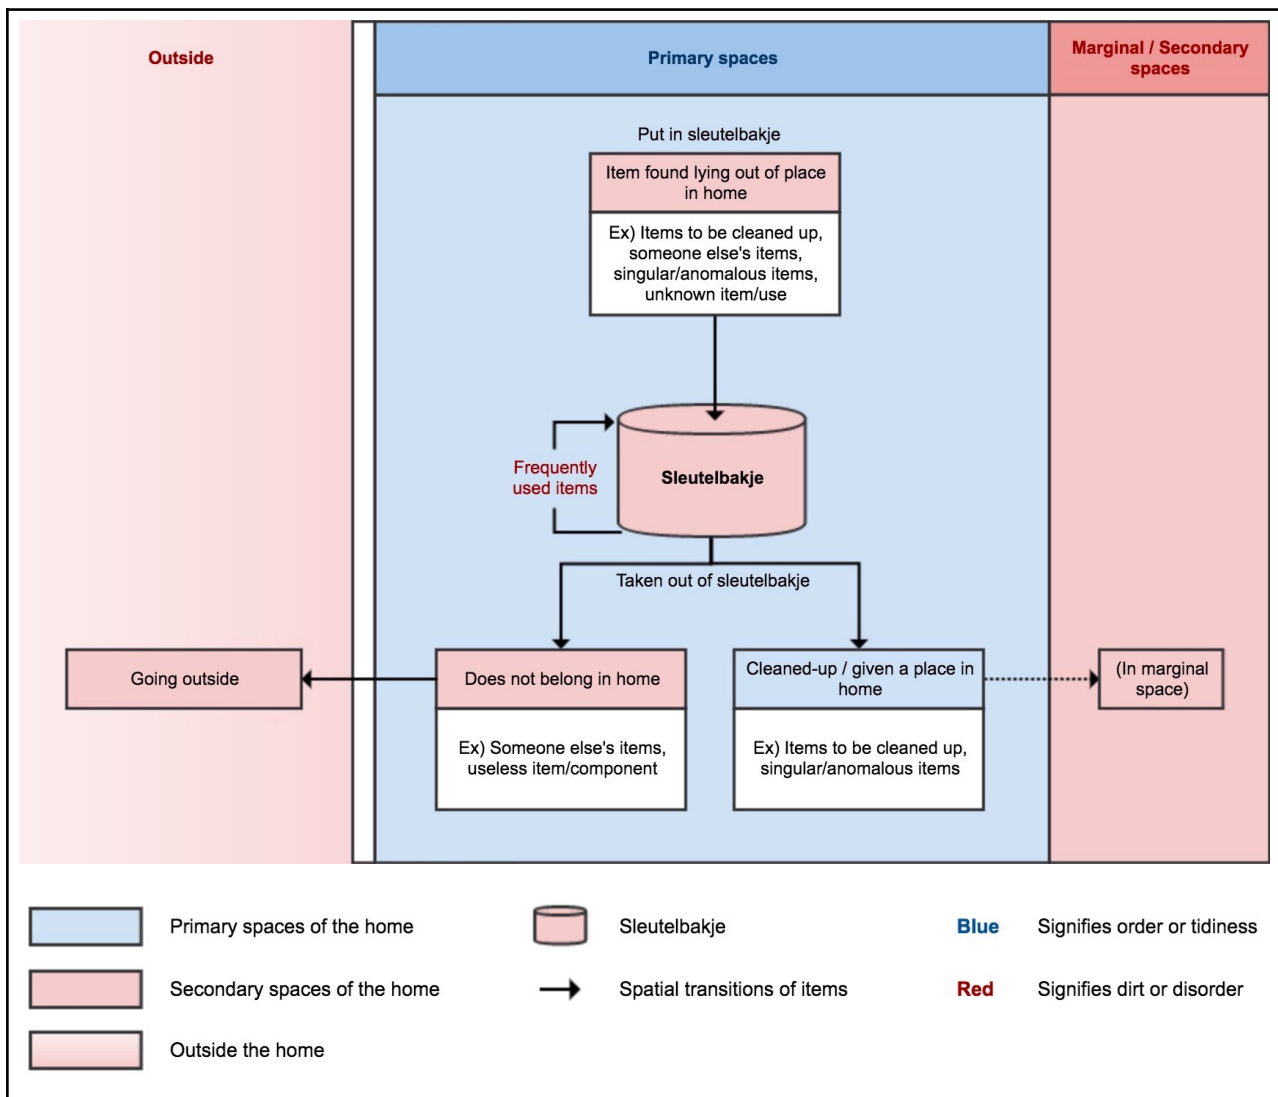 Outside
Primary spaces
Marginal / Secondary
spaces
Put in sleutelbakje
Item found lying out of place
in home
Ex) Items to be cleaned up,
someone else's items,
singular/anomalous items,
unknown item/use
Frequently
used items
Sleutelbakje
Taken out of sleutelbakje
Going outside
Does not belong in home
Ex) Someone else's items,
useless item/component
Cleaned-up / given a place in
home
Ex) Items to be cleaned up,
singular/anomalous items
(In marginal
space)
Primary spaces of the home
Secondary spaces of the home
Outside the home
Sleutelbakje
Spatial transitions of items
Blue Signifies order or tidiness
Red Signifies dirt or disorder